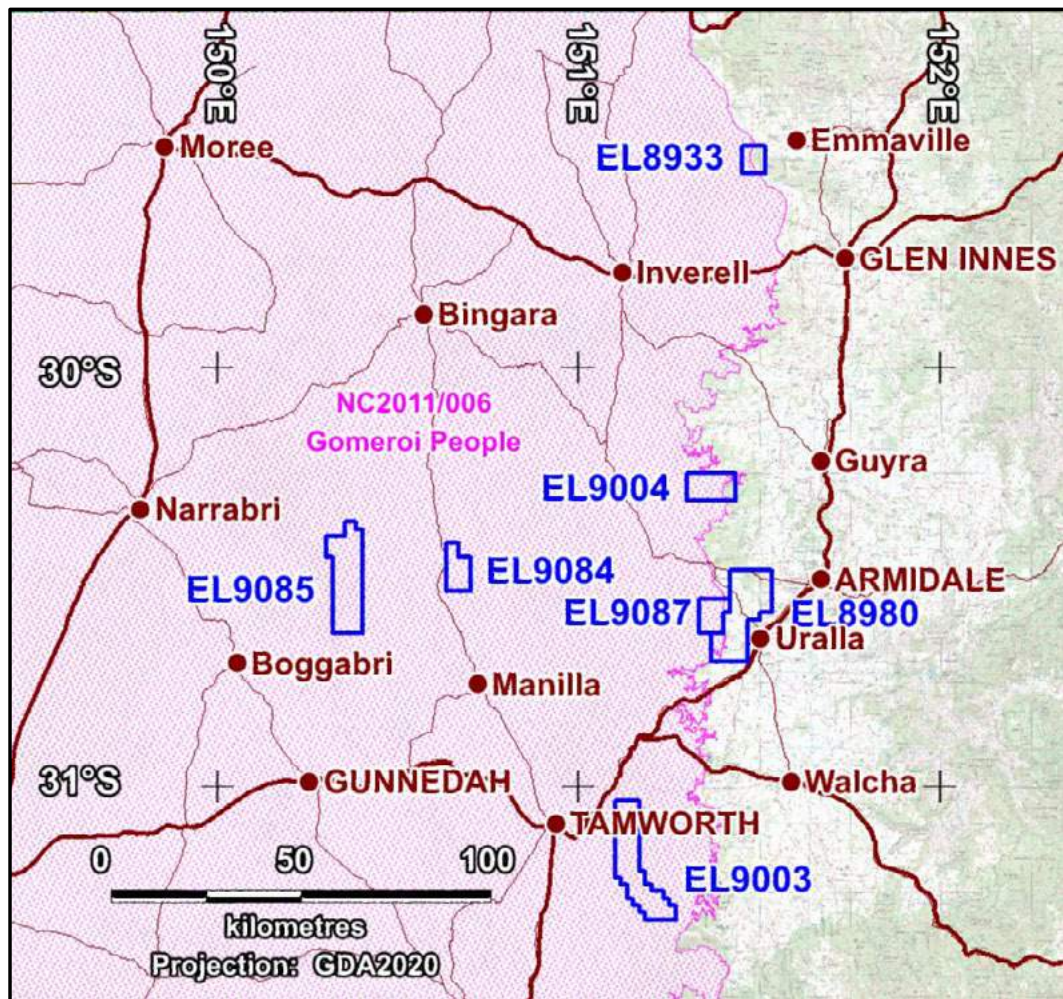 150°E
151°E
152°E
Moree
Emmaville
EL8933
GLEN INNES
Inverell
Bingara
30°S
NC2011/006
Gomeroi People
Guyra
EL9004
Narrabri
EL9084
EL9085
ARMIDALE
EL9087
EL8980
Uralla
Boggabri
Manilla
31°S
GUNNEDAH
Walcha
TAMWORTH
0 50 100
EL9003
kilometres
Projection: GDA2020